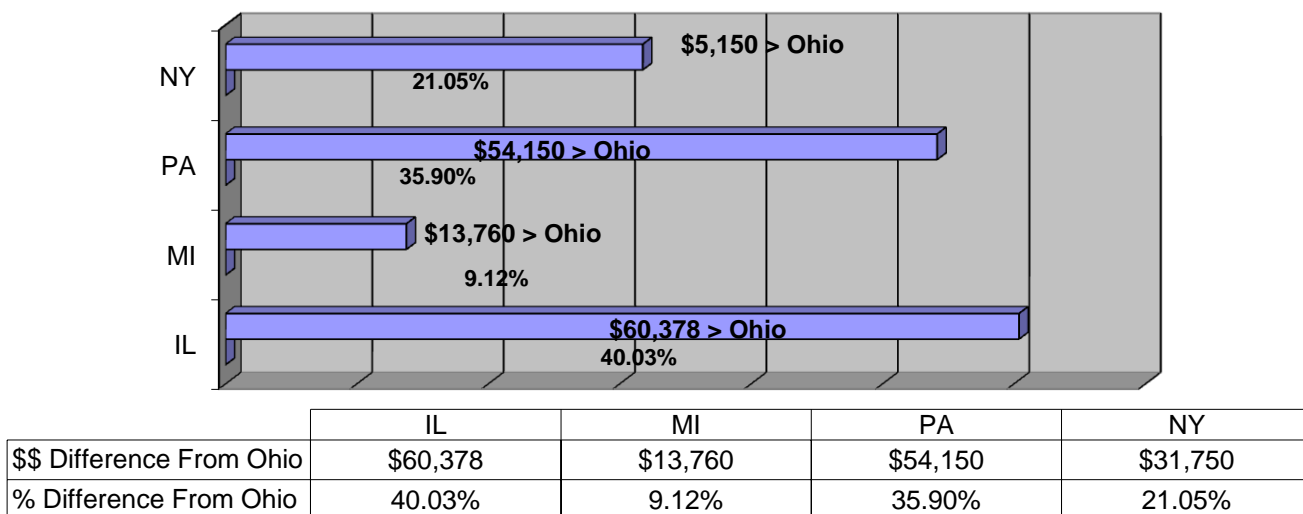 NY
$5,150 > Ohio
21.05%
PA
$54,150 > Ohio
35.90%
MI
$13,760 > Ohio
9.12%
IL
$60,378 > Ohio
40.03%
IL MI PA NY
$$ Difference From Ohio $60,378 $13,760 $54,150 $31,750
% Difference From Ohio 40.03% 9.12% 35.90% 21.05%